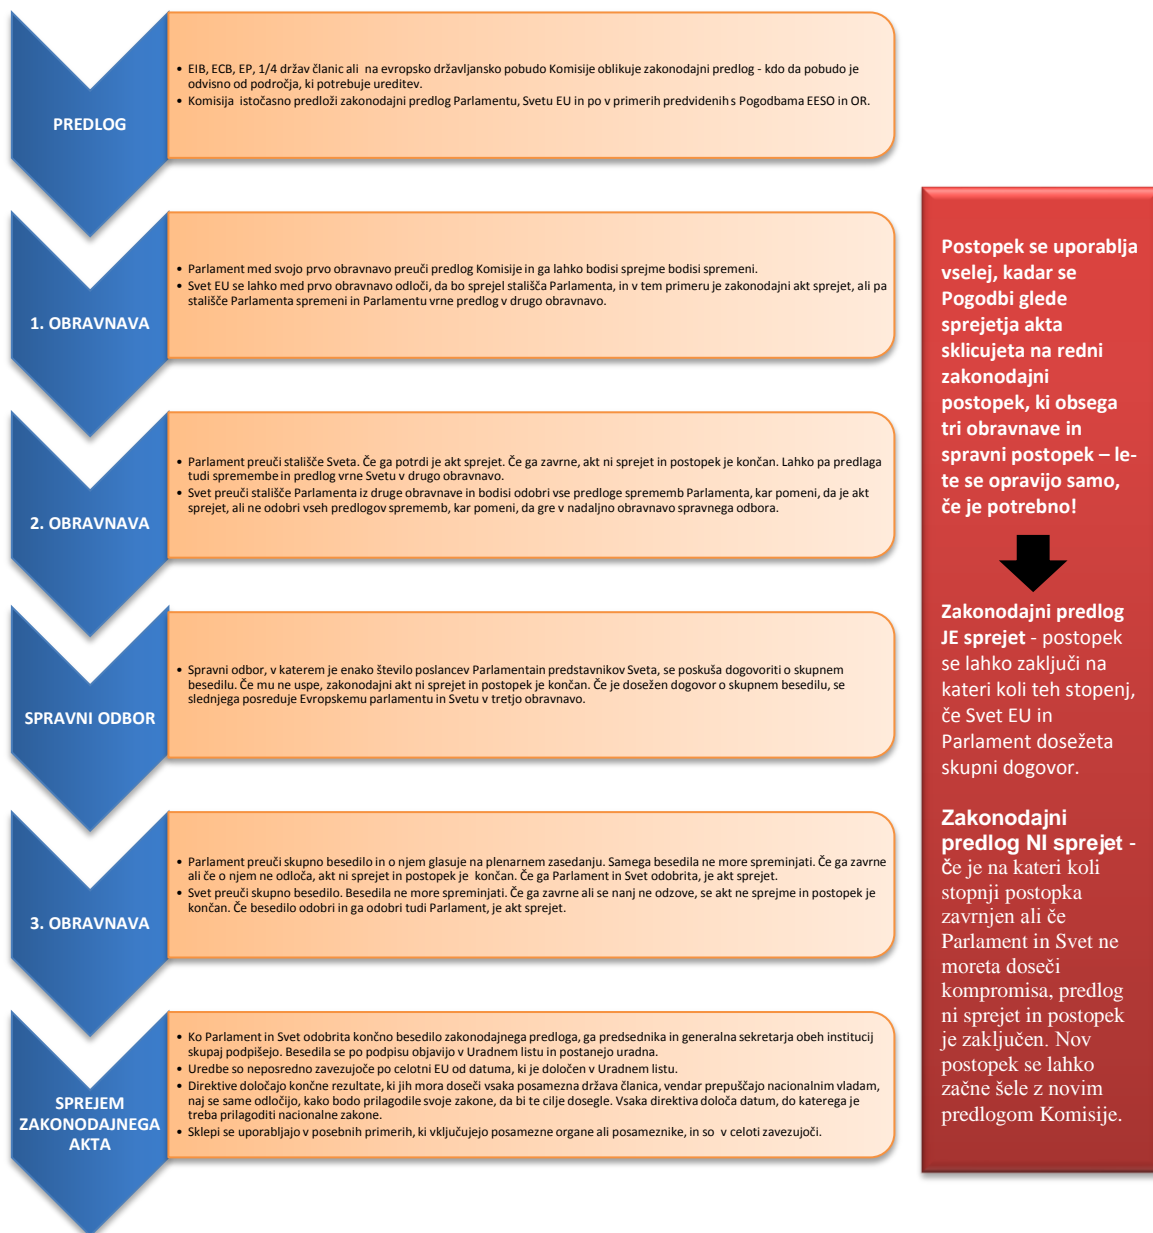 PREDLOG
• EIB, ECB, EP, 1/4 držav članic ali na evropsko državljansko pobudo Komisije oblikuje zakonodajni predlog - kdo da pobudo je
odvisno od področja, ki potrebuje ureditev.
• Komisija istočasno predloži zakonodajni predlog Parlamentu, Svetu EU in po v primerih predvidenih s Pogodbama EESO in OR.
1. OBRAVNAVA
• Parlament med svojo prvo obravnavo preuči predlog Komisije in ga lahko bodisi sprejme bodisi spremeni.
• Svet EU se lahko med prvo obravnavo odloči, da bo sprejel stališča Parlamenta, in v tem primeru je zakonodajni akt sprejet, ali pa
stališče Parlamenta spremeni in Parlamentu vrne predlog v drugo obravnavo.
2. OBRAVNAVA
• Parlament preuči stališče Sveta. Če ga potrdi je akt sprejet. Če ga zavrne, akt ni sprejet in postopek je končan. Lahko pa predlaga
tudi spremembe in predlog vrne Svetu v drugo obravnavo.
• Svet preuči stališče Parlamenta iz druge obravnave in bodisi odobri vse predloge sprememb Parlamenta, kar pomeni, da je akt
sprejet, ali ne odobri vseh predlogov sprememb, kar pomeni, da gre v nadaljno obravnavo spravnega odbora.
SPRAVNI ODBOR
• Spravni odbor, v katerem je enako število poslancev Parlamentain predstavnikov Sveta, se poskuša dogovoriti o skupnem
besedilu. Če mu ne uspe, zakonodajni akt ni sprejet in postopek je končan. Če je dosežen dogovor o skupnem besedilu, se
slednjega posreduje Evropskemu parlamentu in Svetu v tretjo obravnavo.
3. OBRAVNAVA
• Parlament preuči skupno besedilo in o njem glasuje na plenarnem zasedanju. Samega besedila ne more spreminjati. Če ga zavrne
ali če o njem ne odloča, akt ni sprejet in postopek je končan. Če ga Parlament in Svet odobrita, je akt sprejet.
• Svet preuči skupno besedilo. Besedila ne more spreminjati. Če ga zavrne ali se nanj ne odzove, se akt ne sprejme in postopek je
končan. Če besedilo odobri in ga odobri tudi Parlament, je akt sprejet.
SPREJEM
ZAKONODAJNEGA
AKTA
• Ko Parlament in Svet odobrita končno besedilo zakonodajnega predloga, ga predsednika in generalna sekretarja obeh institucij
skupaj podpišejo. Besedila se po podpisu objavijo v Uradnem listu in postanejo uradna.
• Uredbe so neposredno zavezujoče po celotni EU od datuma, ki je določen v Uradnem listu.
• Direktive določajo končne rezultate, ki jih mora doseči vsaka posamezna država članica, vendar prepuščajo nacionalnim vladam,
naj se same odločijo, kako bodo prilagodile svoje zakone, da bi te cilje dosegle. Vsaka direktiva določa datum, do katerega je
treba prilagoditi nacionalne zakone.
• Sklepi se uporabljajo v posebnih primerih, ki vključujejo posamezne organe ali posameznike, in so v celoti zavezujoči.
Postopek se uporablja
vselej, kadar se
Pogodbi glede
sprejetja akta
sklicujeta na redni
zakonodajni
postopek, ki obsega
tri obravnave in
spravni postopek – le-
te se opravijo samo,
če je potrebno!
Zakonodajni predlog
JE sprejet - postopek
se lahko zaključi na
kateri koli teh stopenj,
če Svet EU in
Parlament dosežeta
skupni dogovor.
Zakonodajni
predlog NI sprejet -
Če je na kateri koli
stopnji postopka
zavrnjen ali če
Parlament in Svet ne
moreta doseči
kompromisa, predlog
ni sprejet in postopek
je zaključen. Nov
postopek se lahko
začne šele z novim
predlogom Komisije.